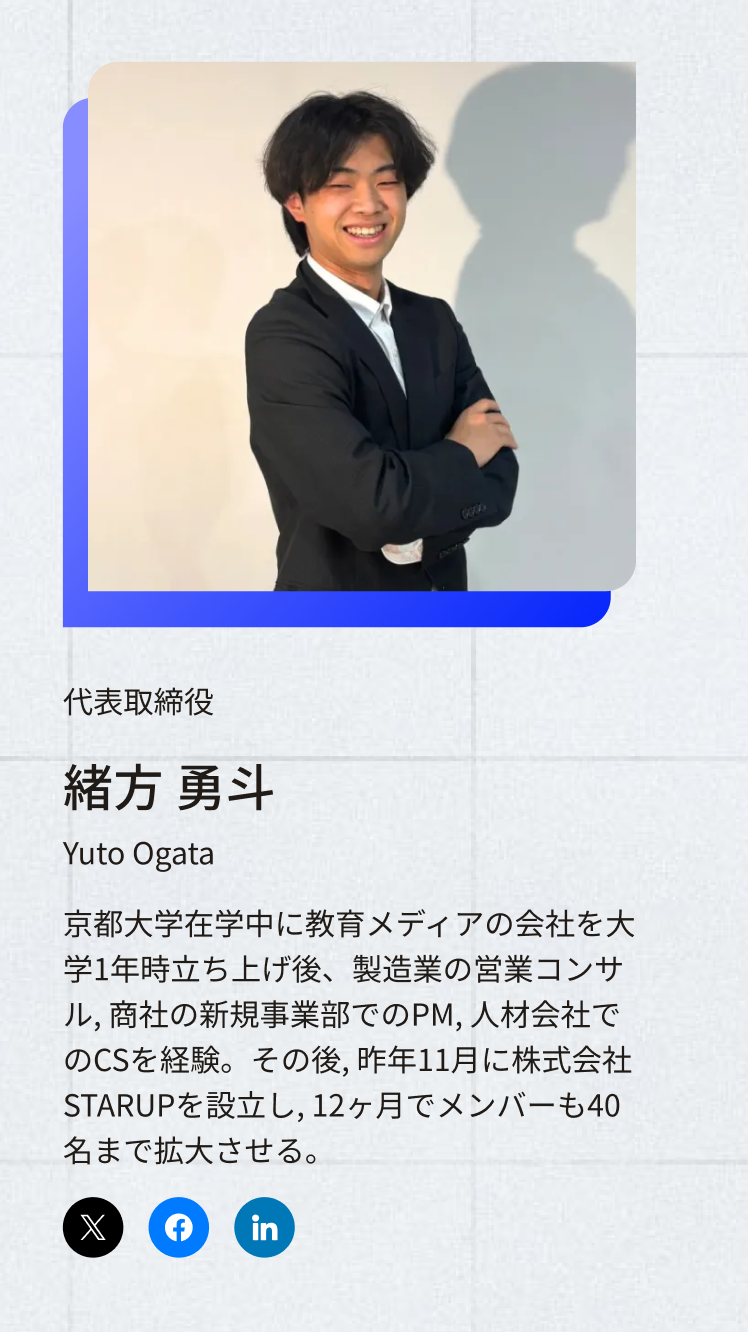 代表取締役
緒方 勇斗
Yuto Ogata
京都大学在学中に教育メディアの会社を大
学1年時立ち上げ後、製造業の営業コンサ
ル, 商社の新規事業部でのPM, 人材会社で
のCSを経験。その後, 昨年11月に株式会社
STARUPを設立し, 12ヶ月でメンバーも40
名まで拡大させる。
X
f
in